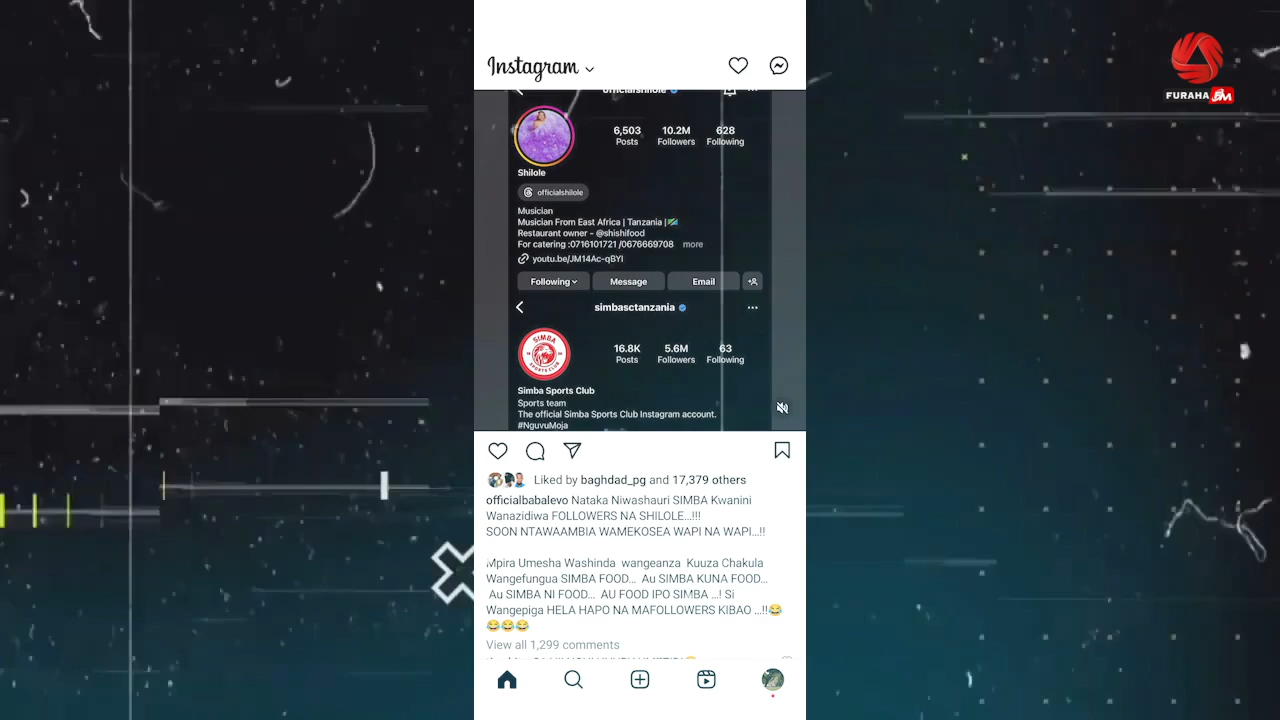 Instagram
FURAHA FM
officialshilole
6,503 10.2M 628
Posts Followers Following
Shilole
officialshilole
Musician
Musician From East Africa | Tanzania |🇹🇿
Restaurant owner - @shishifood
For catering :0716101721 /0676669708 more
youtu.be/JM14Ac-qBYI
Following Message Email
simbasctanzania
SIMBA
SPORTS CLUB
16.8K 5.6M 63
Posts Followers Following
Simba Sports Club
Sports team
The official Simba Sports Club Instagram account.
#NguvuMoja
Liked by baghdad_pg and 17,379 others
officialbabalevo Nataka Niwashauri SIMBA Kwanini
Wanazidiwa FOLLOWERS NA SHILOLE...!!!
SOON NTAWAAMBIA WAMEKOSEA WAPI NA WAPI...!!
Mpira Umesha Washinda wangeanza Kuuza Chakula
Wangefungua SIMBA FOOD... Au SIMBA KUNA FOOD...
Au SIMBA NI FOOD... AU FOOD IPO SIMBA ...! Si
Wangepiga HELA HAPO NA MAFOLLOWERS KIBAO ...!!😂
😂😂😂
View all 1,299 comments